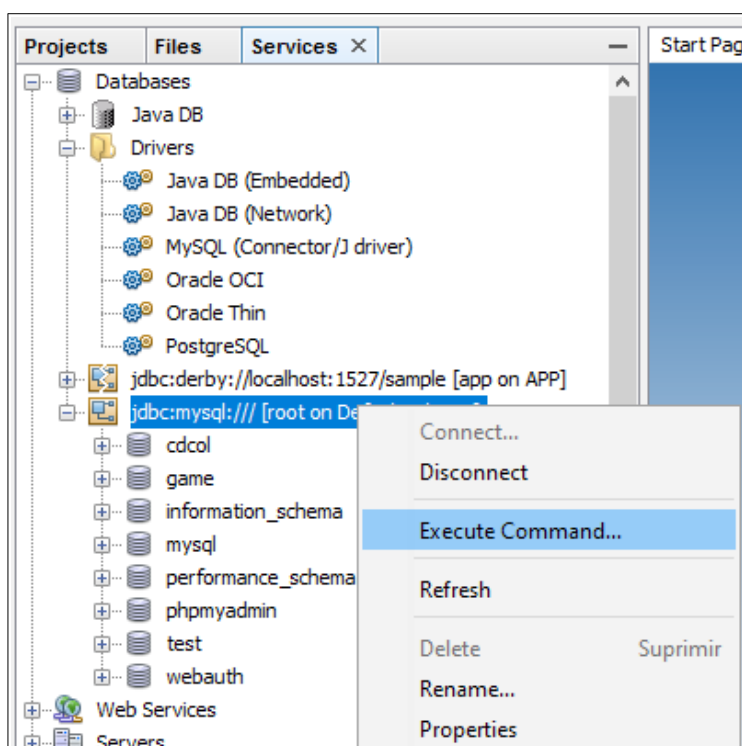 Projects Files Services × Start Pag
Databases
Java DB
Drivers
Java DB (Embedded)
Java DB (Network)
MySQL (Connector/J driver)
Oracle OCI
Oracle Thin
PostgreSQL
jdbc:derby://localhost:1527/sample [app on APP]
jdbc:mysql:/// [root on
cdcol
game
information_schema
mysql
performance_schema
phpmyadmin
test
webauth
Web Services
Servers
Connect...
Disconnect
Execute Command...
Refresh
Delete Suprimir
Rename...
Properties